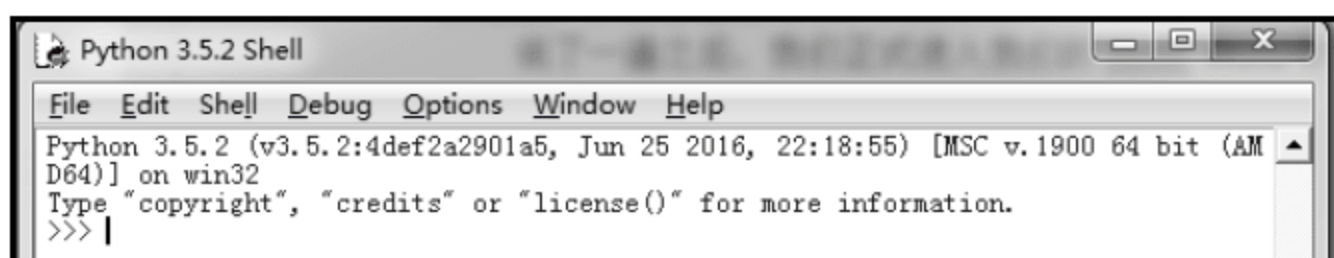 Python 3.5.2 Shell
File Edit Shell Debug Options Window Help
Python 3.5.2 (v3.5.2:4def2a2901a5, Jun 25 2016, 22:18:55) [MSC v.1900 64 bit (AM
D64)] on win32
Type "copyright", "credits" or "license()" for more information.
>>>